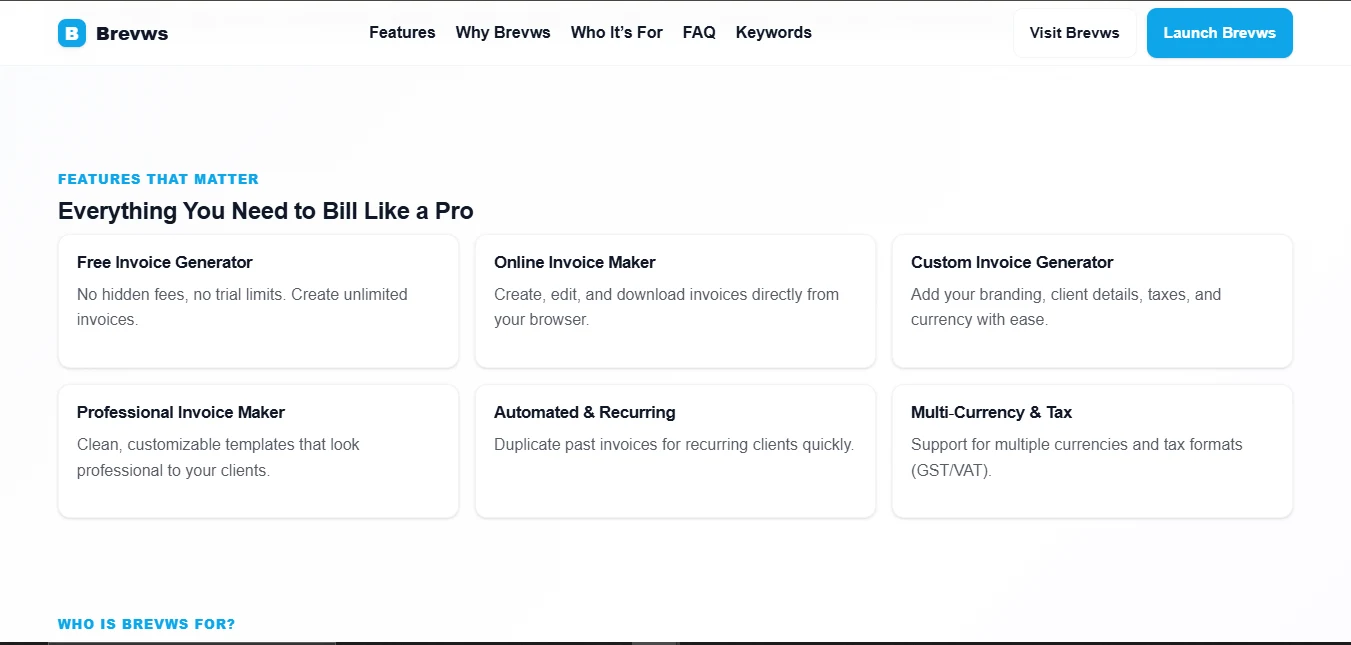 B Brevws
Features Why Brevws Who It’s For FAQ Keywords
Visit Brevws
Launch Brevws
FEATURES THAT MATTER
Everything You Need to Bill Like a Pro
Free Invoice Generator
No hidden fees, no trial limits. Create unlimited
invoices.
Online Invoice Maker
Create, edit, and download invoices directly from
your browser.
Custom Invoice Generator
Add your branding, client details, taxes, and
currency with ease.
Professional Invoice Maker
Clean, customizable templates that look
professional to your clients.
Automated & Recurring
Duplicate past invoices for recurring clients quickly.
Multi-Currency & Tax
Support for multiple currencies and tax formats
(GST/VAT).
WHO IS BREVWS FOR?